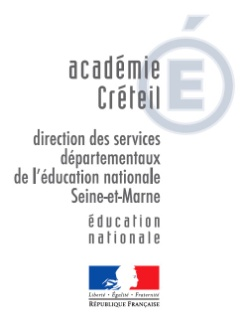 académie
Créteil
É
direction des services
départementaux
de l'éducation nationale
Seine-et-Marne
éducation
nationale
Liberté • Égalité • Fraternité
RÉPUBLIQUE FRANÇAISE